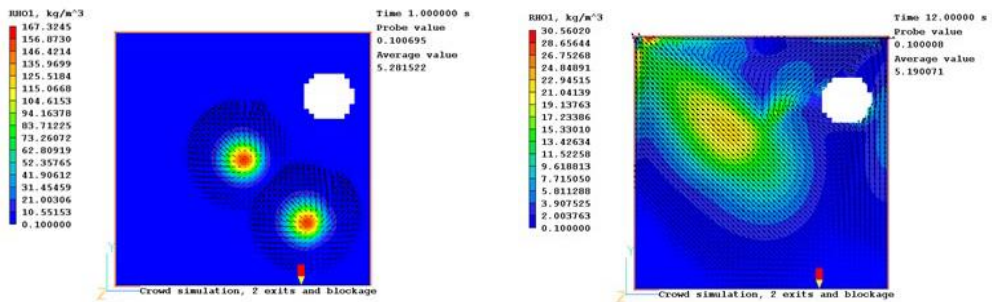 RHO1, kg/m^3
167.3245
156.8730
146.4214
135.9699
125.5184
115.0668
104.6153
94.16378
83.71225
73.26072
62.80919
52.35765
41.90612
31.45459
21.00306
10.55153
0.100000
Time 1.000000 s
Probe value
0.100695
Average value
5.281522
Y
Z
Crowd simulation, 2 exits and blockage
RHO1, kg/m^3
30.56020
28.65644
26.75268
24.84891
22.94515
21.04139
19.13763
17.23386
15.33010
13.42634
11.52258
9.618813
7.715050
5.811288
3.907525
2.003763
0.100000
Time 12.00000 s
Probe value
0.100008
Average value
5.190071
Y
Z
Crowd simulation, 2 exits and blockage